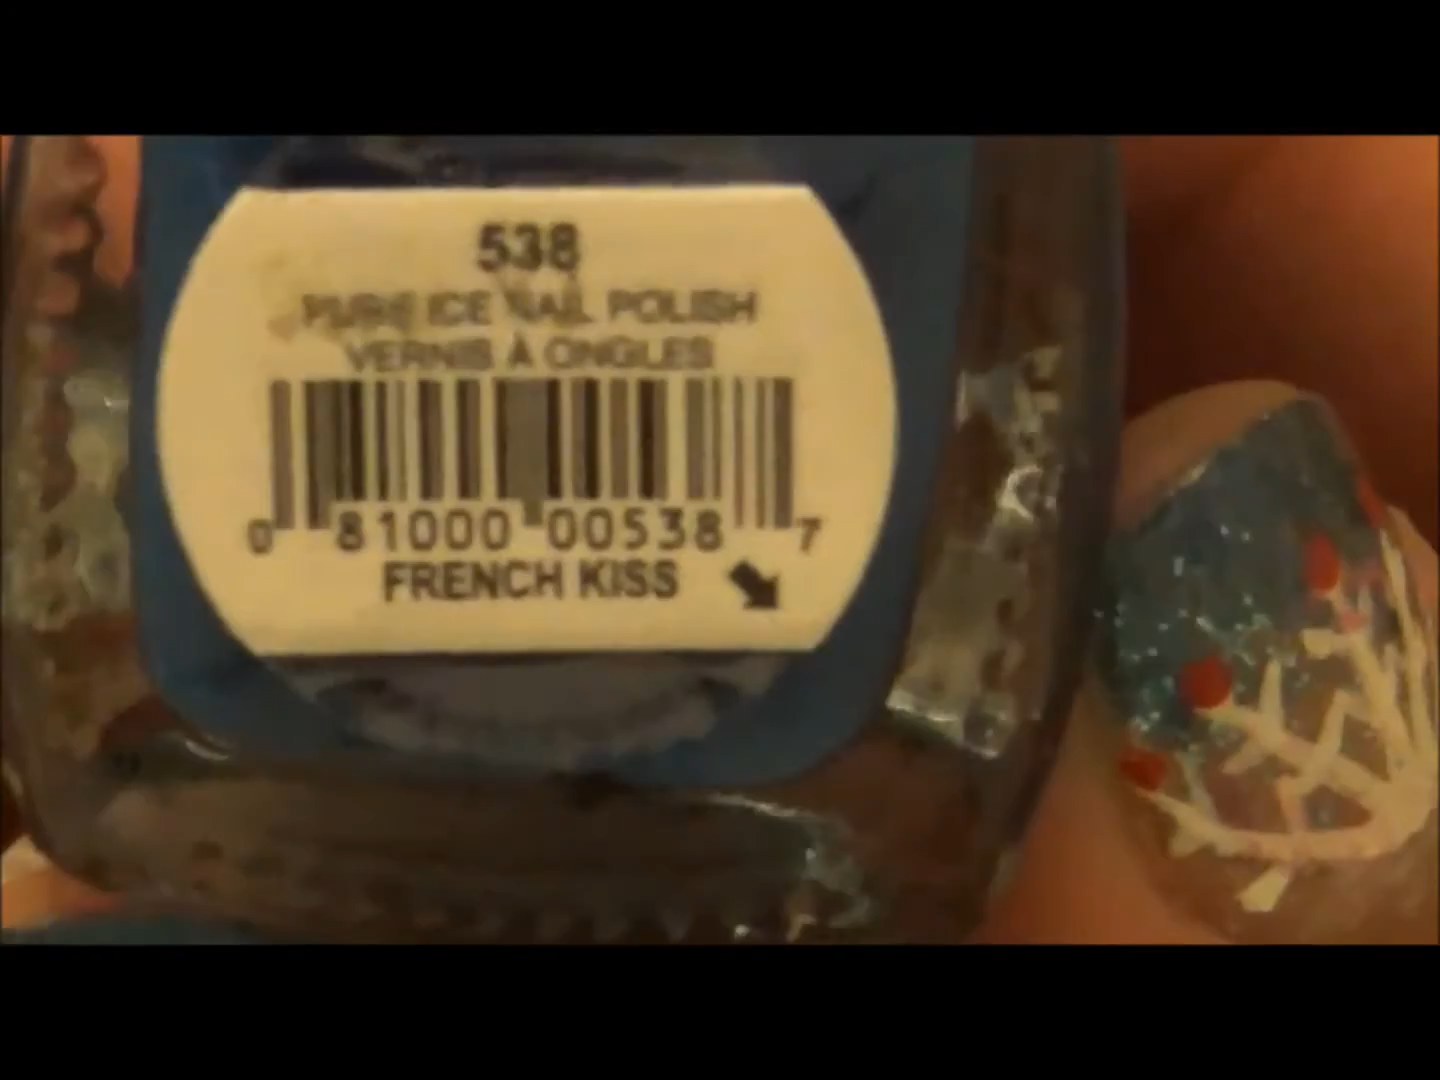 538
PURE ICE NAIL POLISH
VERNIS À ONGLES
0 81000 00538 7
FRENCH KISS